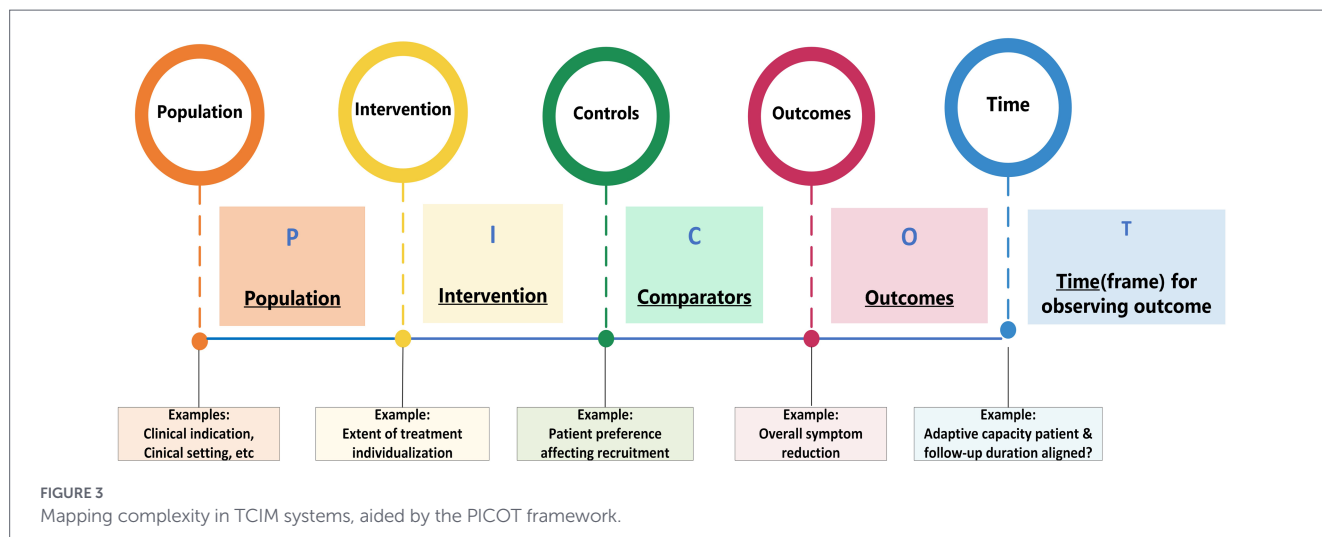 Population
Intervention
Controls
Outcomes
Time
P
Population
I
Intervention
C
Comparators
O
Outcomes
T
Time(frame) for
observing outcome
Examples:
Clinical indication,
Cinical setting, etc
Example:
Extent of treatment
individualization
Example:
Patient preference
affecting recruitment
Example:
Overall symptom
reduction
Example:
Adaptive capacity patient &
follow-up duration aligned?
FIGURE 3
Mapping complexity in TCIM systems, aided by the PICOT framework.